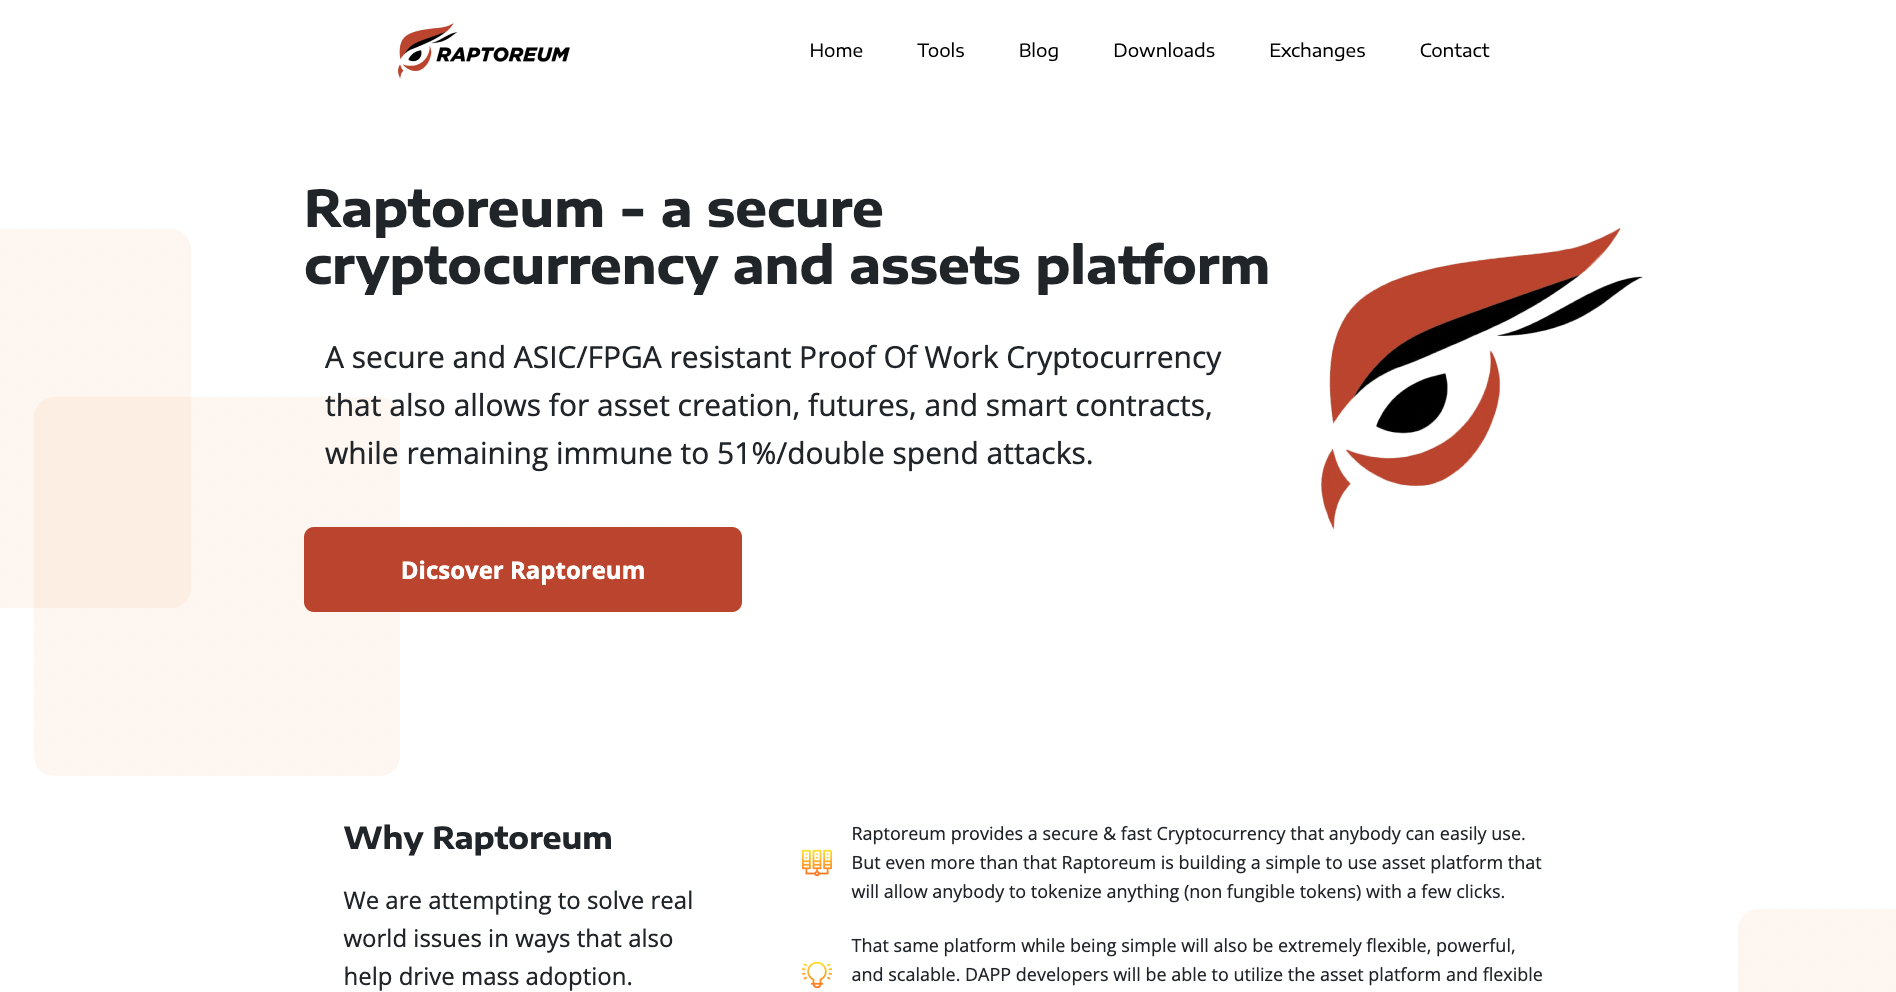 RAPTOREUM
Home Tools Blog Downloads Exchanges Contact
Raptoreum - a secure
cryptocurrency and assets platform
A secure and ASIC/FPGA resistant Proof Of Work Cryptocurrency
that also allows for asset creation, futures, and smart contracts,
while remaining immune to 51%/double spend attacks.
Dicsover Raptoreum
Why Raptoreum
We are attempting to solve real
world issues in ways that also
help drive mass adoption.
Raptoreum provides a secure & fast Cryptocurrency that anybody can easily use.
But even more than that Raptoreum is building a simple to use asset platform that
will allow anybody to tokenize anything (non fungible tokens) with a few clicks.
That same platform while being simple will also be extremely flexible, powerful,
and scalable. DAPP developers will be able to utilize the asset platform and flexible